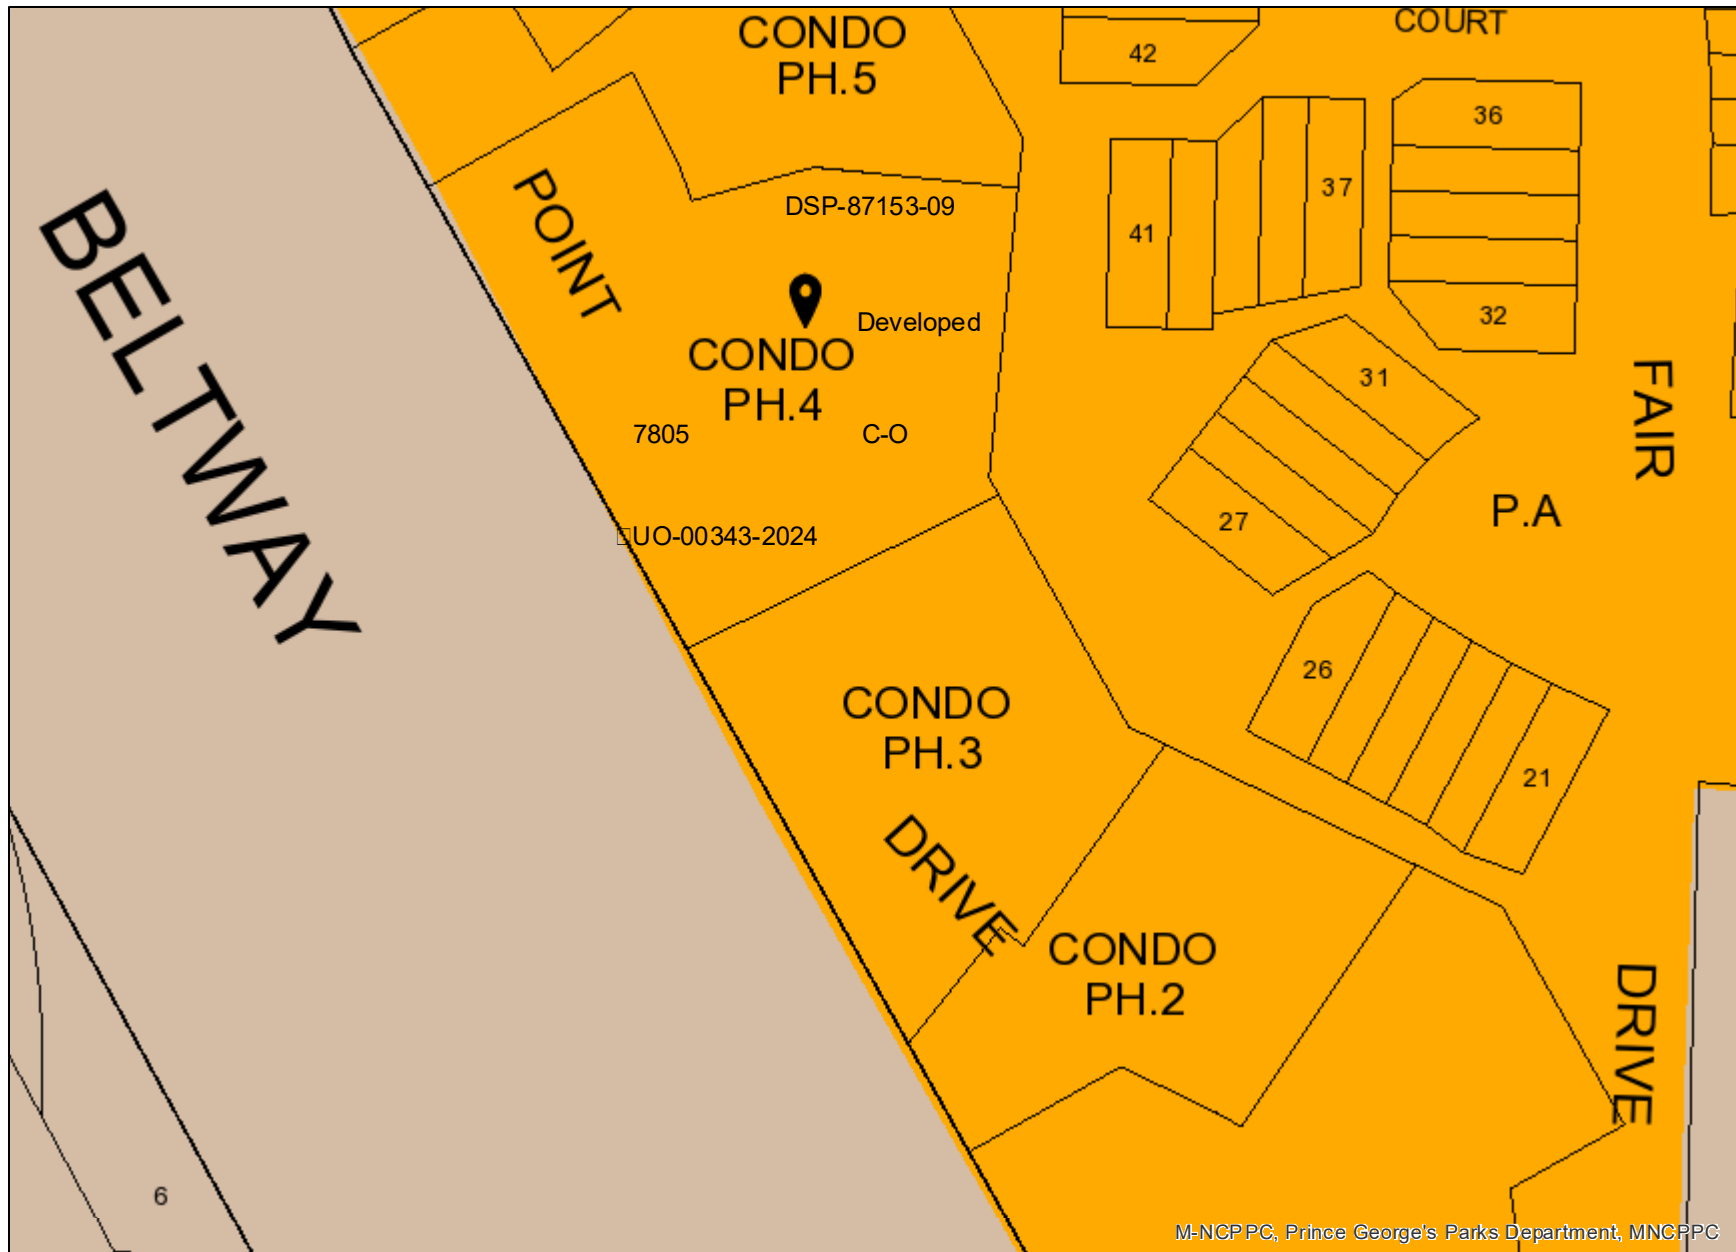 COURT
CONDO
PH.5
42
36
BELTWAY
POINT
DSP-87153-09
37
41
Developed
32
CONDO
PH.4
31
FAIR
7805
C-O
P.A
27
UO-00343-2024
26
CONDO
PH.3
21
DRIVE
CONDO
PH.2
DRIVE
6
M-NCPPC, Prince George's Parks Department, MNCPPC